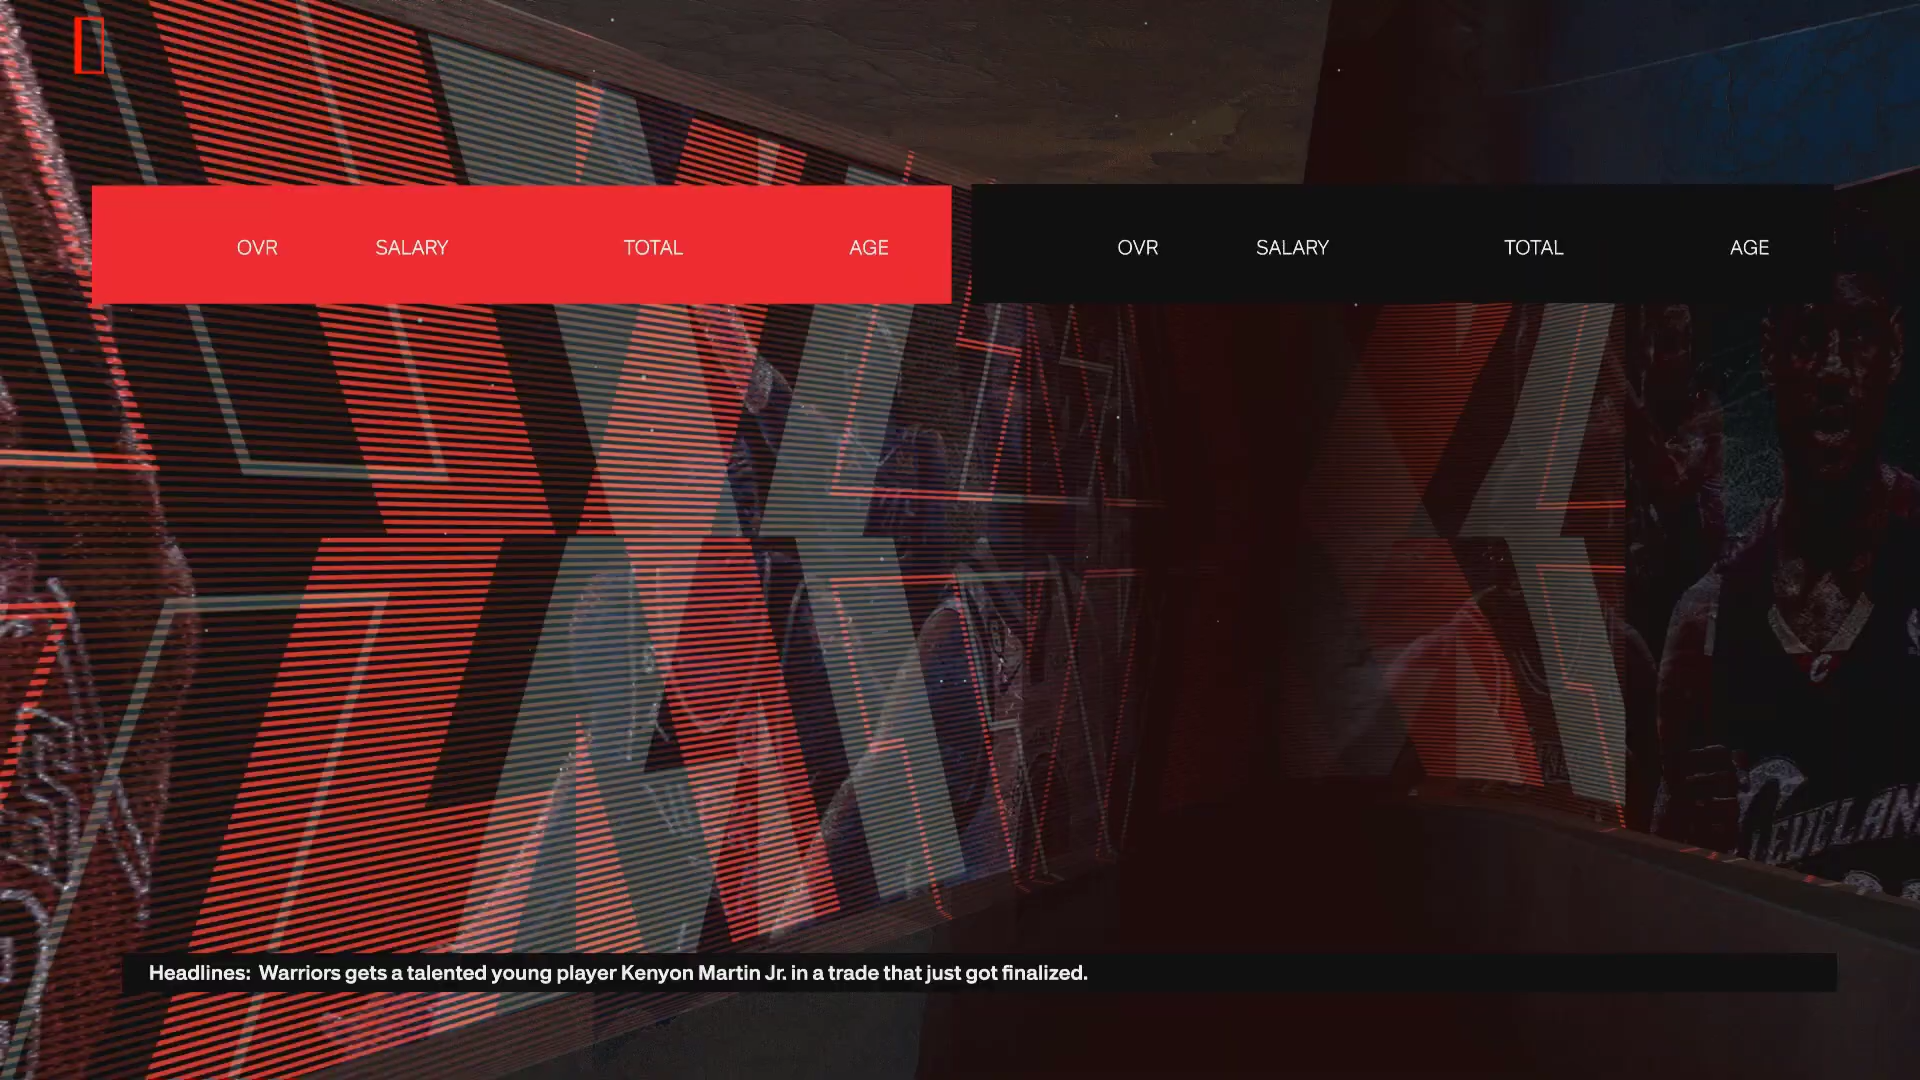 OVR SALARY TOTAL AGE
OVR SALARY TOTAL AGE
C
CLEVELAN
Headlines: Warriors gets a talented young player Kenyon Martin Jr. in a trade that just got finalized.